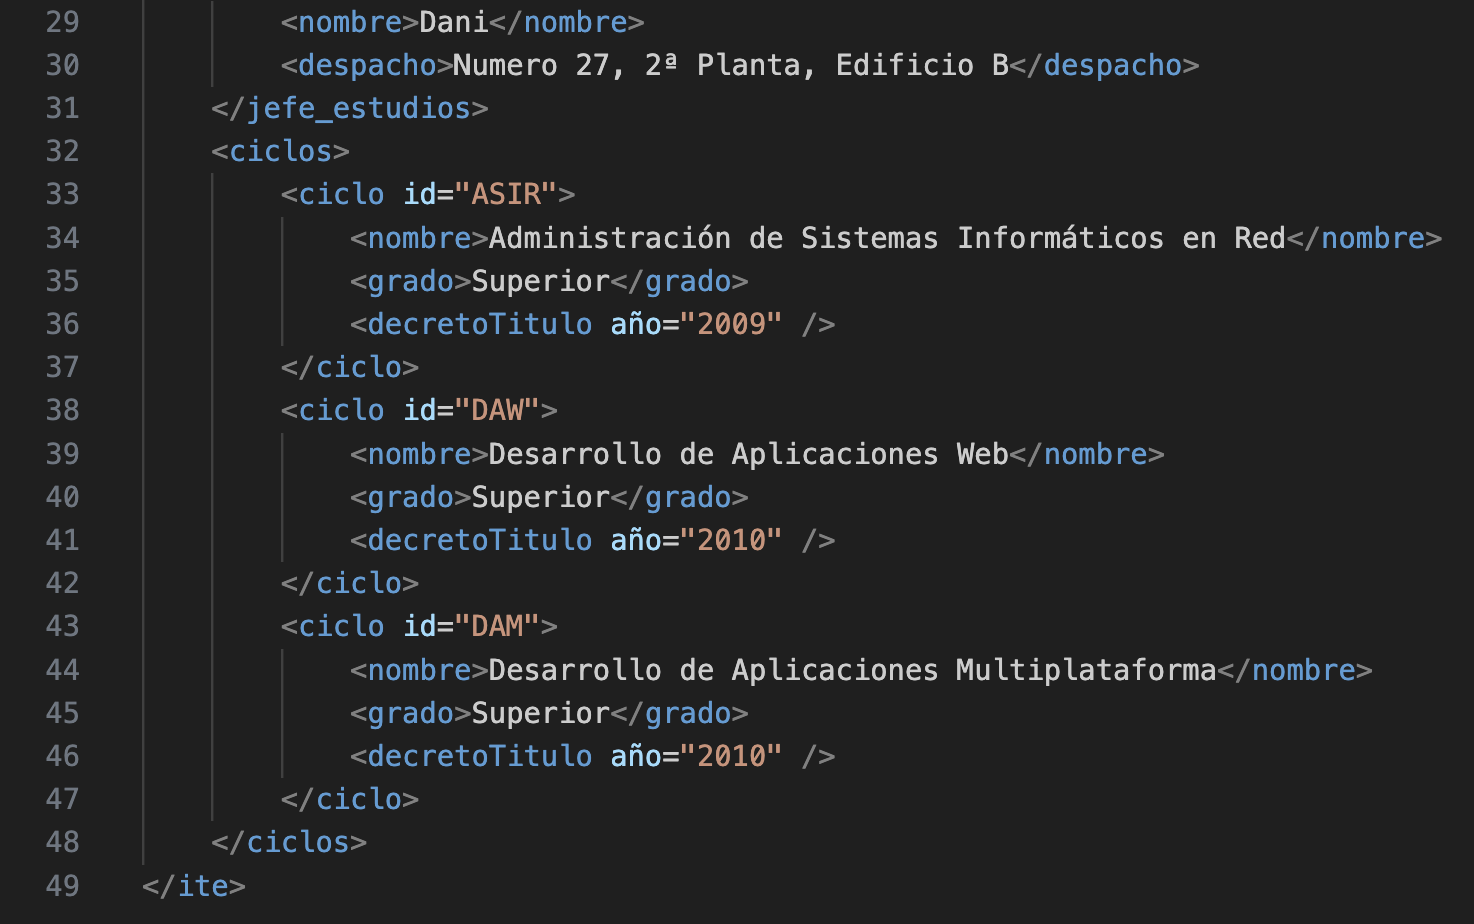 29 <nombre>Dani</nombre>
30 <despacho>Numero 27, 2ª Planta, Edificio B</despacho>
31 </jefe_estudios>
32 <ciclos>
33 <ciclo id="ASIR">
34 <nombre>Administración de Sistemas Informáticos en Red</nombre>
35 <grado>Superior</grado>
36 <decretoTitulo año="2009" />
37 </ciclo>
38 <ciclo id="DAW">
39 <nombre>Desarrollo de Aplicaciones Web</nombre>
40 <grado>Superior</grado>
41 <decretoTitulo año="2010" />
42 </ciclo>
43 <ciclo id="DAM">
44 <nombre>Desarrollo de Aplicaciones Multiplataforma</nombre>
45 <grado>Superior</grado>
46 <decretoTitulo año="2010" />
47 </ciclo>
48 </ciclos>
49 </ite>